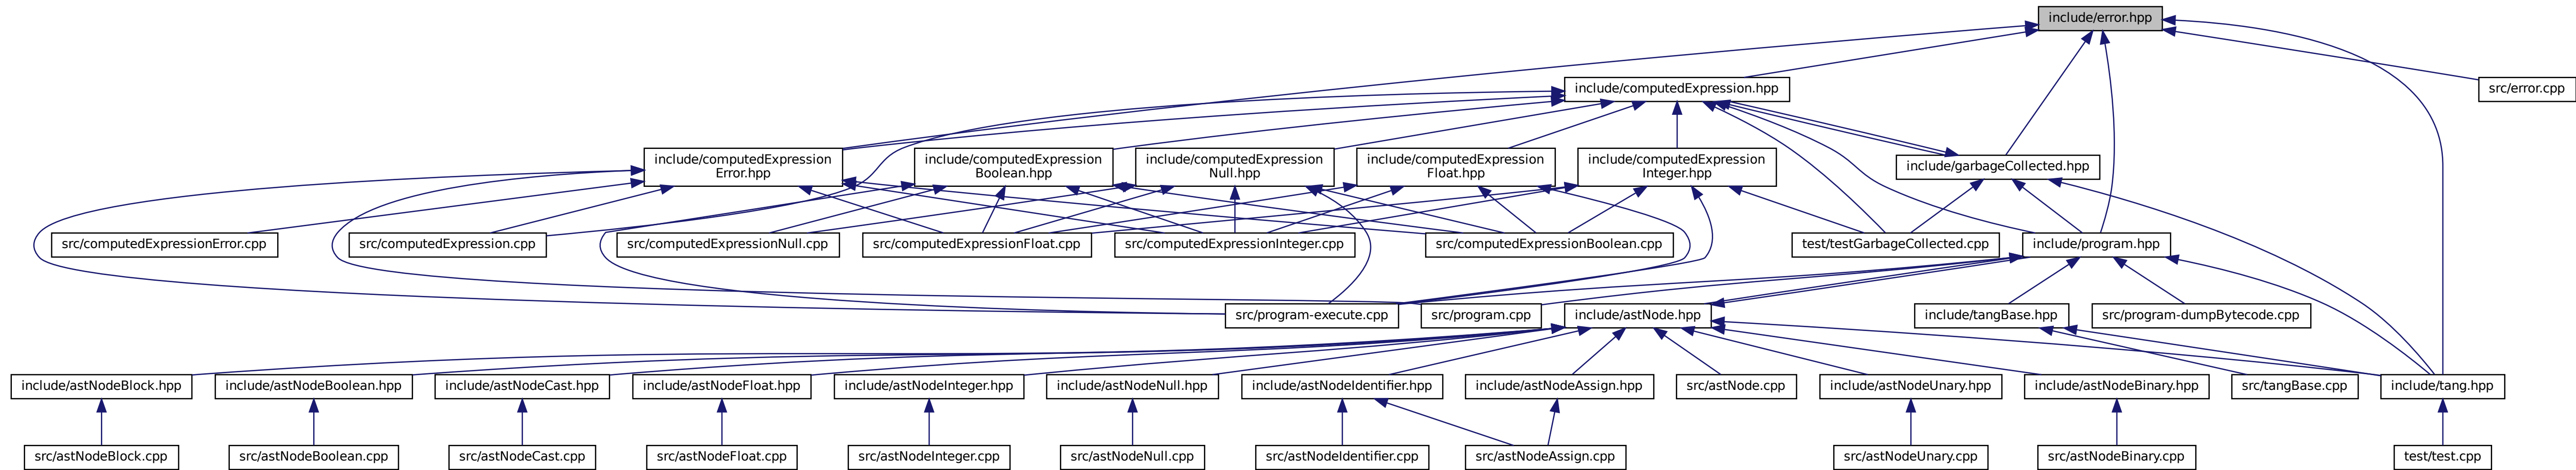 include/error.hpp
include/computedExpression.hpp
src/error.cpp
include/computedExpression
Error.hpp
include/computedExpression
Boolean.hpp
include/computedExpression
Null.hpp
include/computedExpression
Float.hpp
include/computedExpression
Integer.hpp
include/garbageCollected.hpp
src/computedExpressionError.cpp
src/computedExpression.cpp
src/computedExpressionNull.cpp
src/computedExpressionFloat.cpp
src/computedExpressionInteger.cpp
src/computedExpressionBoolean.cpp
test/testGarbageCollected.cpp
include/program.hpp
src/program-execute.cpp
src/program.cpp
include/astNode.hpp
include/tangBase.hpp
src/program-dumpBytecode.cpp
include/astNodeBlock.hpp
include/astNodeBoolean.hpp
include/astNodeCast.hpp
include/astNodeFloat.hpp
include/astNodeInteger.hpp
include/astNodeNull.hpp
include/astNodeIdentifier.hpp
include/astNodeAssign.hpp
src/astNode.cpp
include/astNodeUnary.hpp
include/astNodeBinary.hpp
src/tangBase.cpp
include/tang.hpp
src/astNodeBlock.cpp
src/astNodeBoolean.cpp
src/astNodeCast.cpp
src/astNodeFloat.cpp
src/astNodeInteger.cpp
src/astNodeNull.cpp
src/astNodeIdentifier.cpp
src/astNodeAssign.cpp
src/astNodeUnary.cpp
src/astNodeBinary.cpp
test/test.cpp